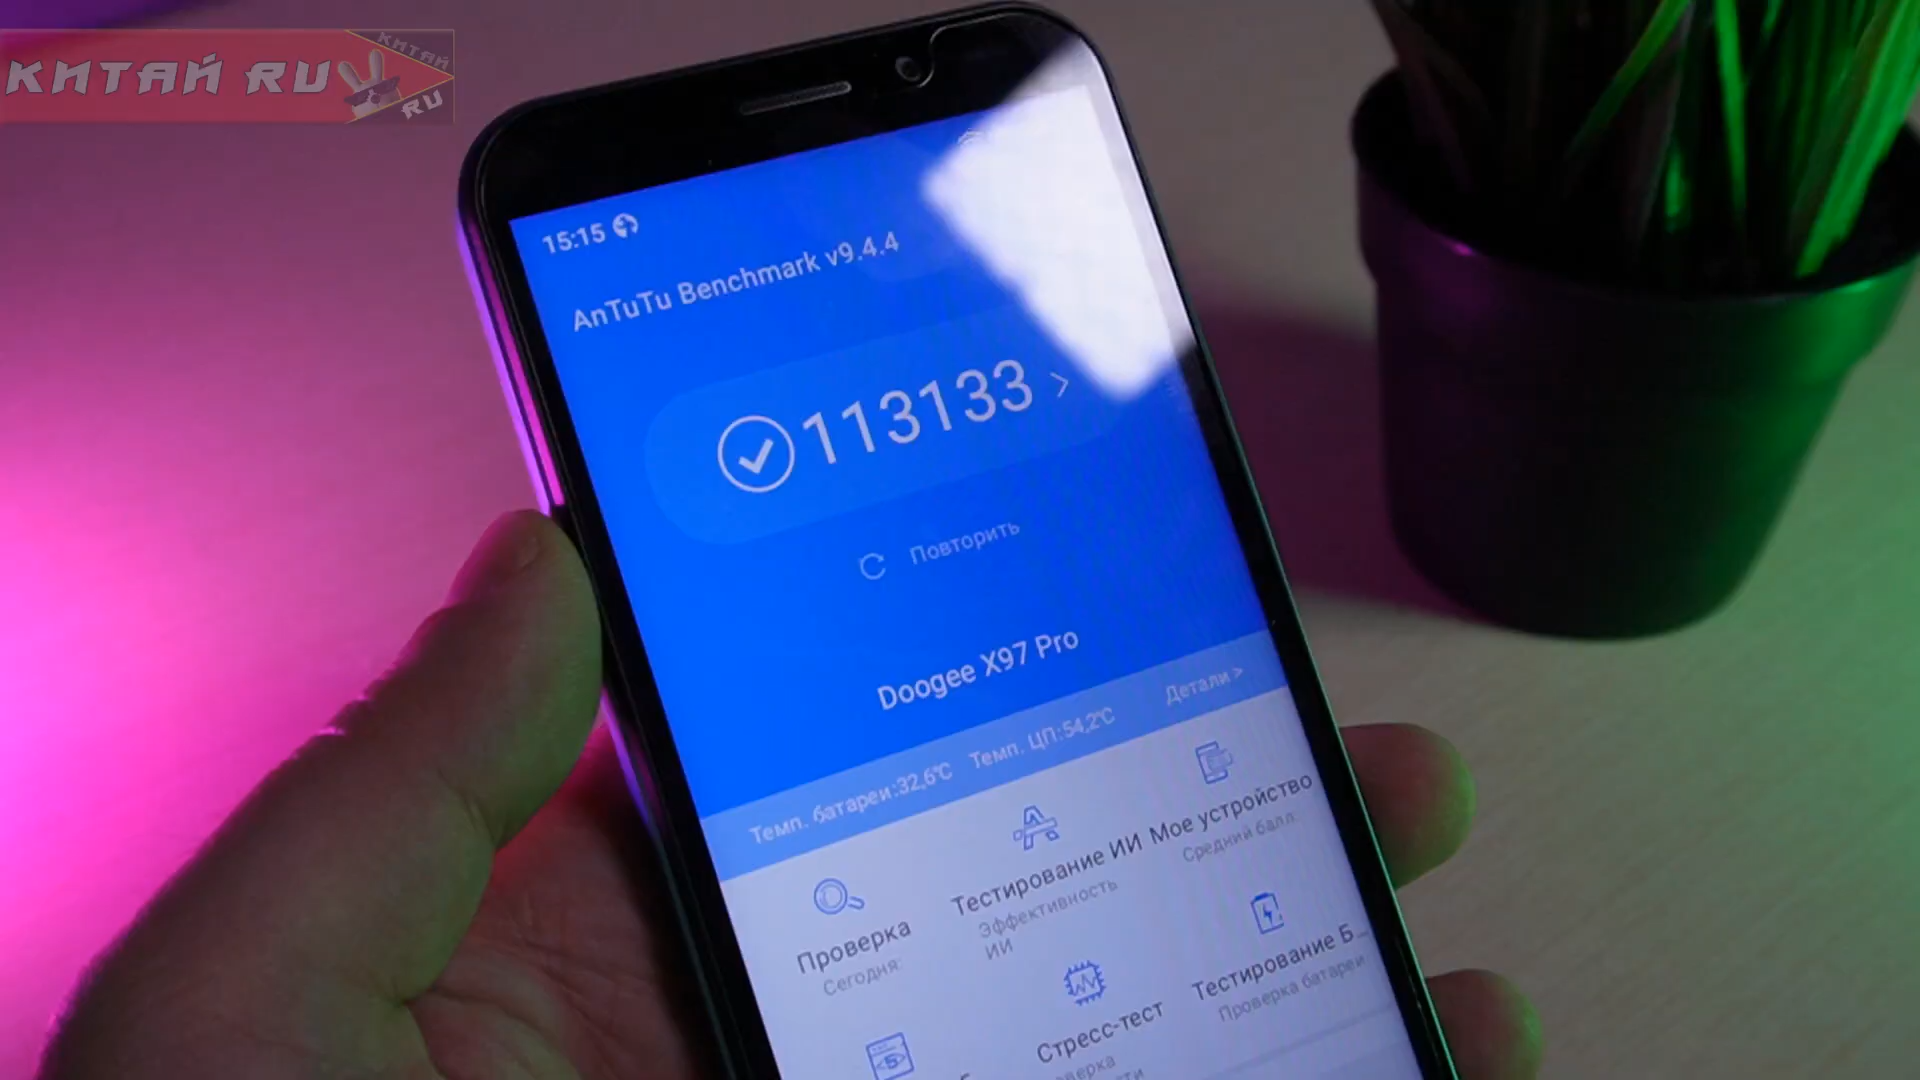 КИТАЙ RU
КИТАЙ
RU
15:15
AnTuTu Benchmark v9.4.4
113133 >
Повторить
Doogee X97 Pro
Темп. батареи:32,6℃ Темп. ЦП:54,2℃ Детали >
Проверка
Сегодня:
Тестирование ИИ
Эффективность
ИИ
Мое устройство
Средний балл:
Стресс-тест
Тестирование Б...
Проверка батареи